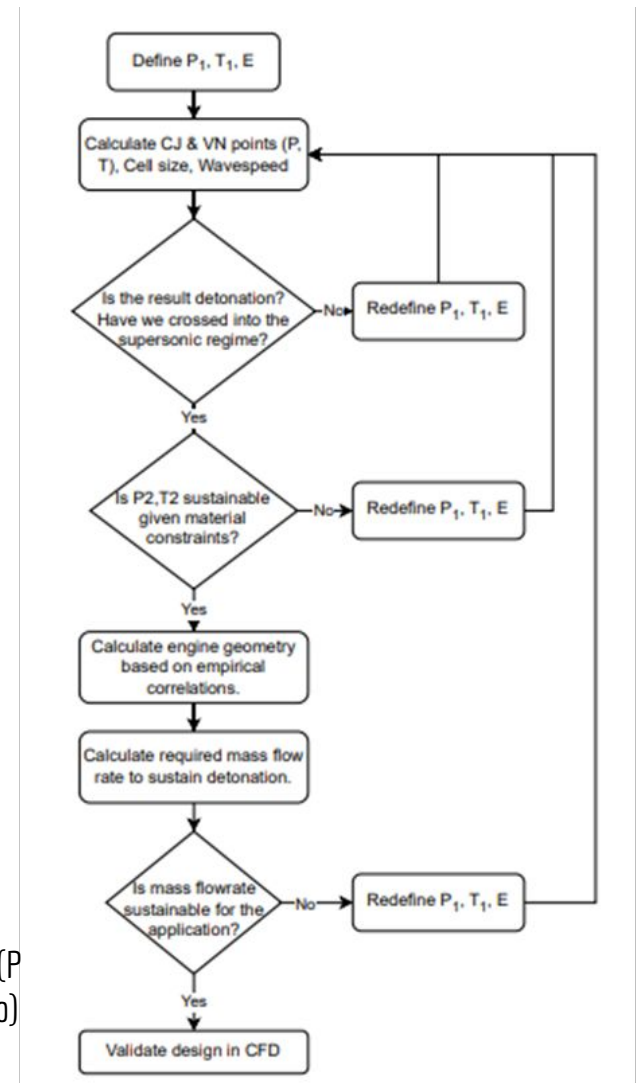 Define P₁, T₁, E
Calculate CJ & VN points (P,
T), Cell size, Wavespeed
Is the result detonation?
Have we crossed into the
supersonic regime?
No
Redefine P₁, T₁, E
Yes
Is P2,T2 sustainable
given material
constraints?
No
Redefine P₁, T₁, E
Yes
Calculate engine geometry
based on empirical
correlations.
Calculate required mass flow
rate to sustain detonation.
Is mass flowrate
sustainable for the
application?
No
Redefine P₁, T₁, E
Yes
Validate design in CFD
(P
o)